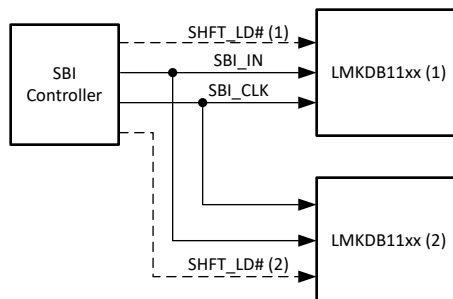 SHFT_LD# (1)
SBI
Controller
SBI_IN
LMKDB11xx (1)
SBI_CLK
LMKDB11xx (2)
SHFT_LD# (2)